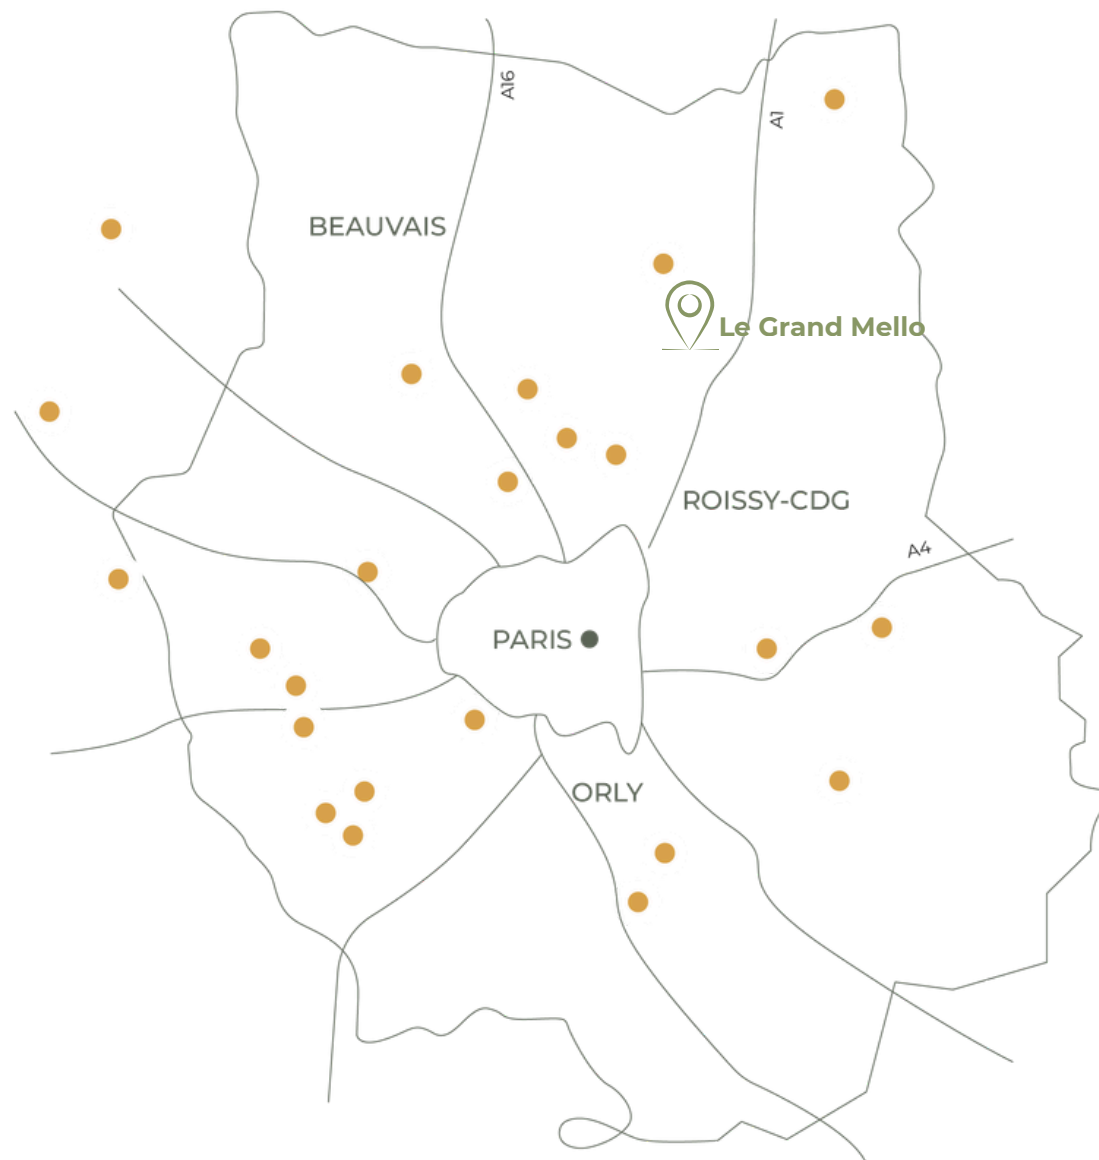 A16
A1
BEAUVAIS
Le Grand Mello
ROISSY-CDG
A4
PARIS
ORLY